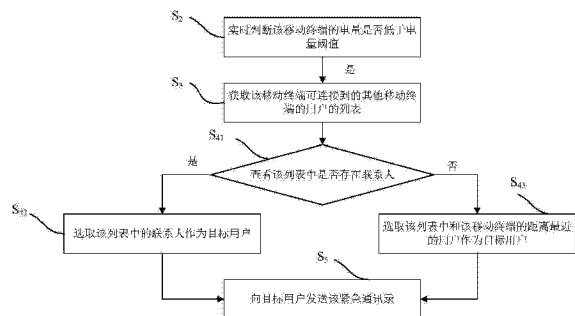 S2
实时判断该移动终端的电量是否低于电
量阈值
是
S3
获取该移动终端可连接到的其他移动终
端的用户的列表
S41
查看该列表中是否存在联系人
是
否
S42
S43
选取该列表中的联系人作为目标用户
选取该列表中和该移动终端的距离最近
的用户作为目标用户
S5
向目标用户发送该紧急通讯录